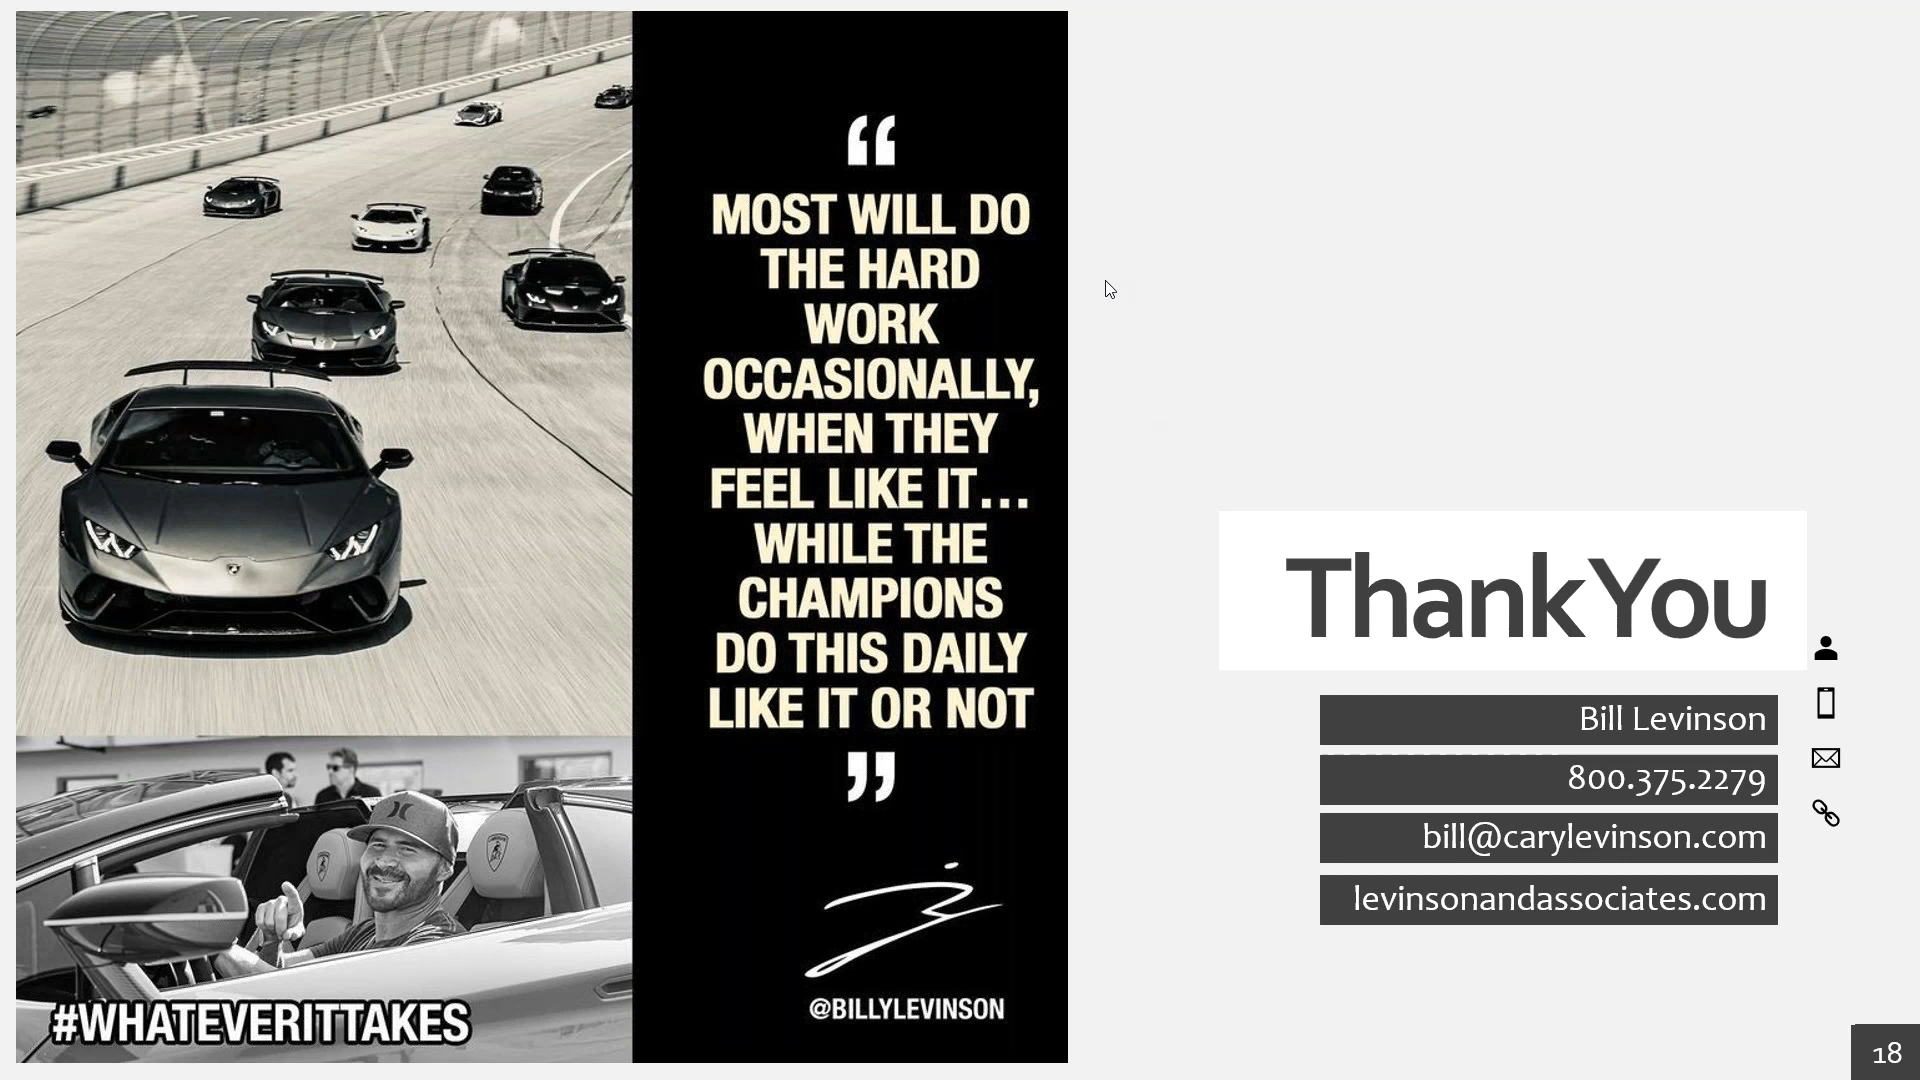 “
MOST WILL DO
THE HARD
WORK
OCCASIONALLY,
WHEN THEY
FEEL LIKE IT...
WHILE THE
CHAMPIONS
DO THIS DAILY
LIKE IT OR NOT
”
@BILLYLEVINSON
#WHATEVERITTAKES
Thank You
Bill Levinson
800.375.2279
bill@carylevinson.com
levinsonandassociates.com
18